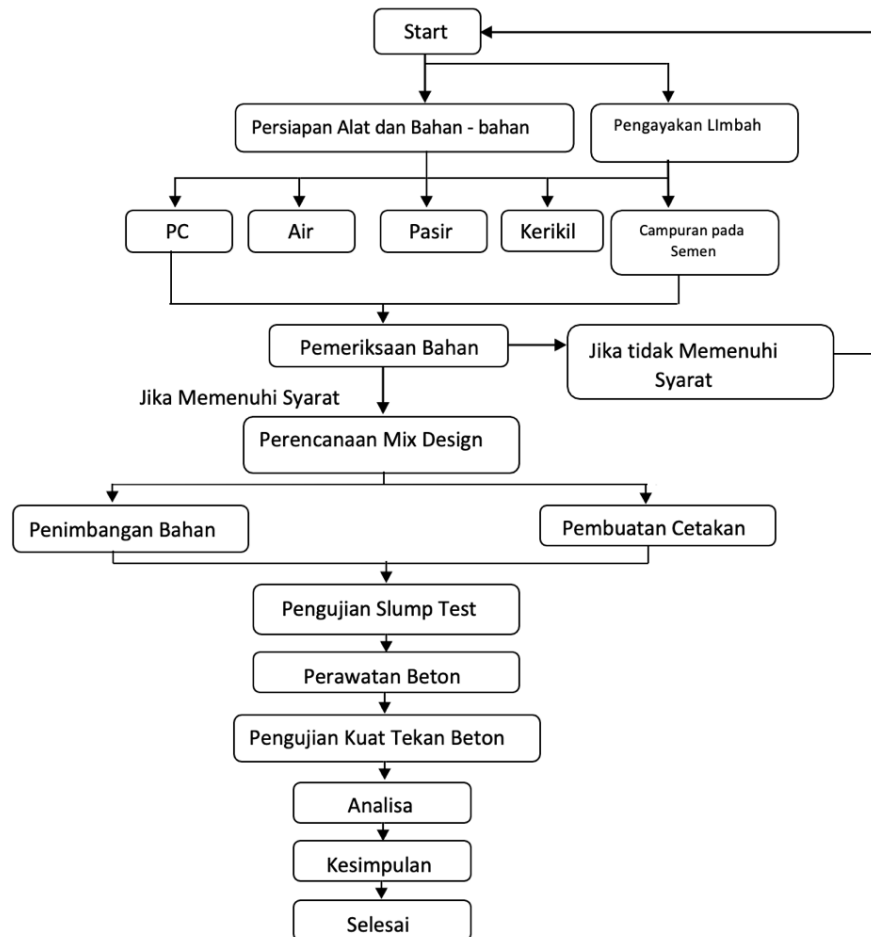 Start
Persiapan Alat dan Bahan - bahan
Pengayakan LImbah
PC
Air
Pasir
Kerikil
Campuran pada
Semen
Pemeriksaan Bahan
Jika tidak Memenuhi
Syarat
Jika Memenuhi Syarat
Perencanaan Mix Design
Penimbangan Bahan
Pembuatan Cetakan
Pengujian Slump Test
Perawatan Beton
Pengujian Kuat Tekan Beton
Analisa
Kesimpulan
Selesai